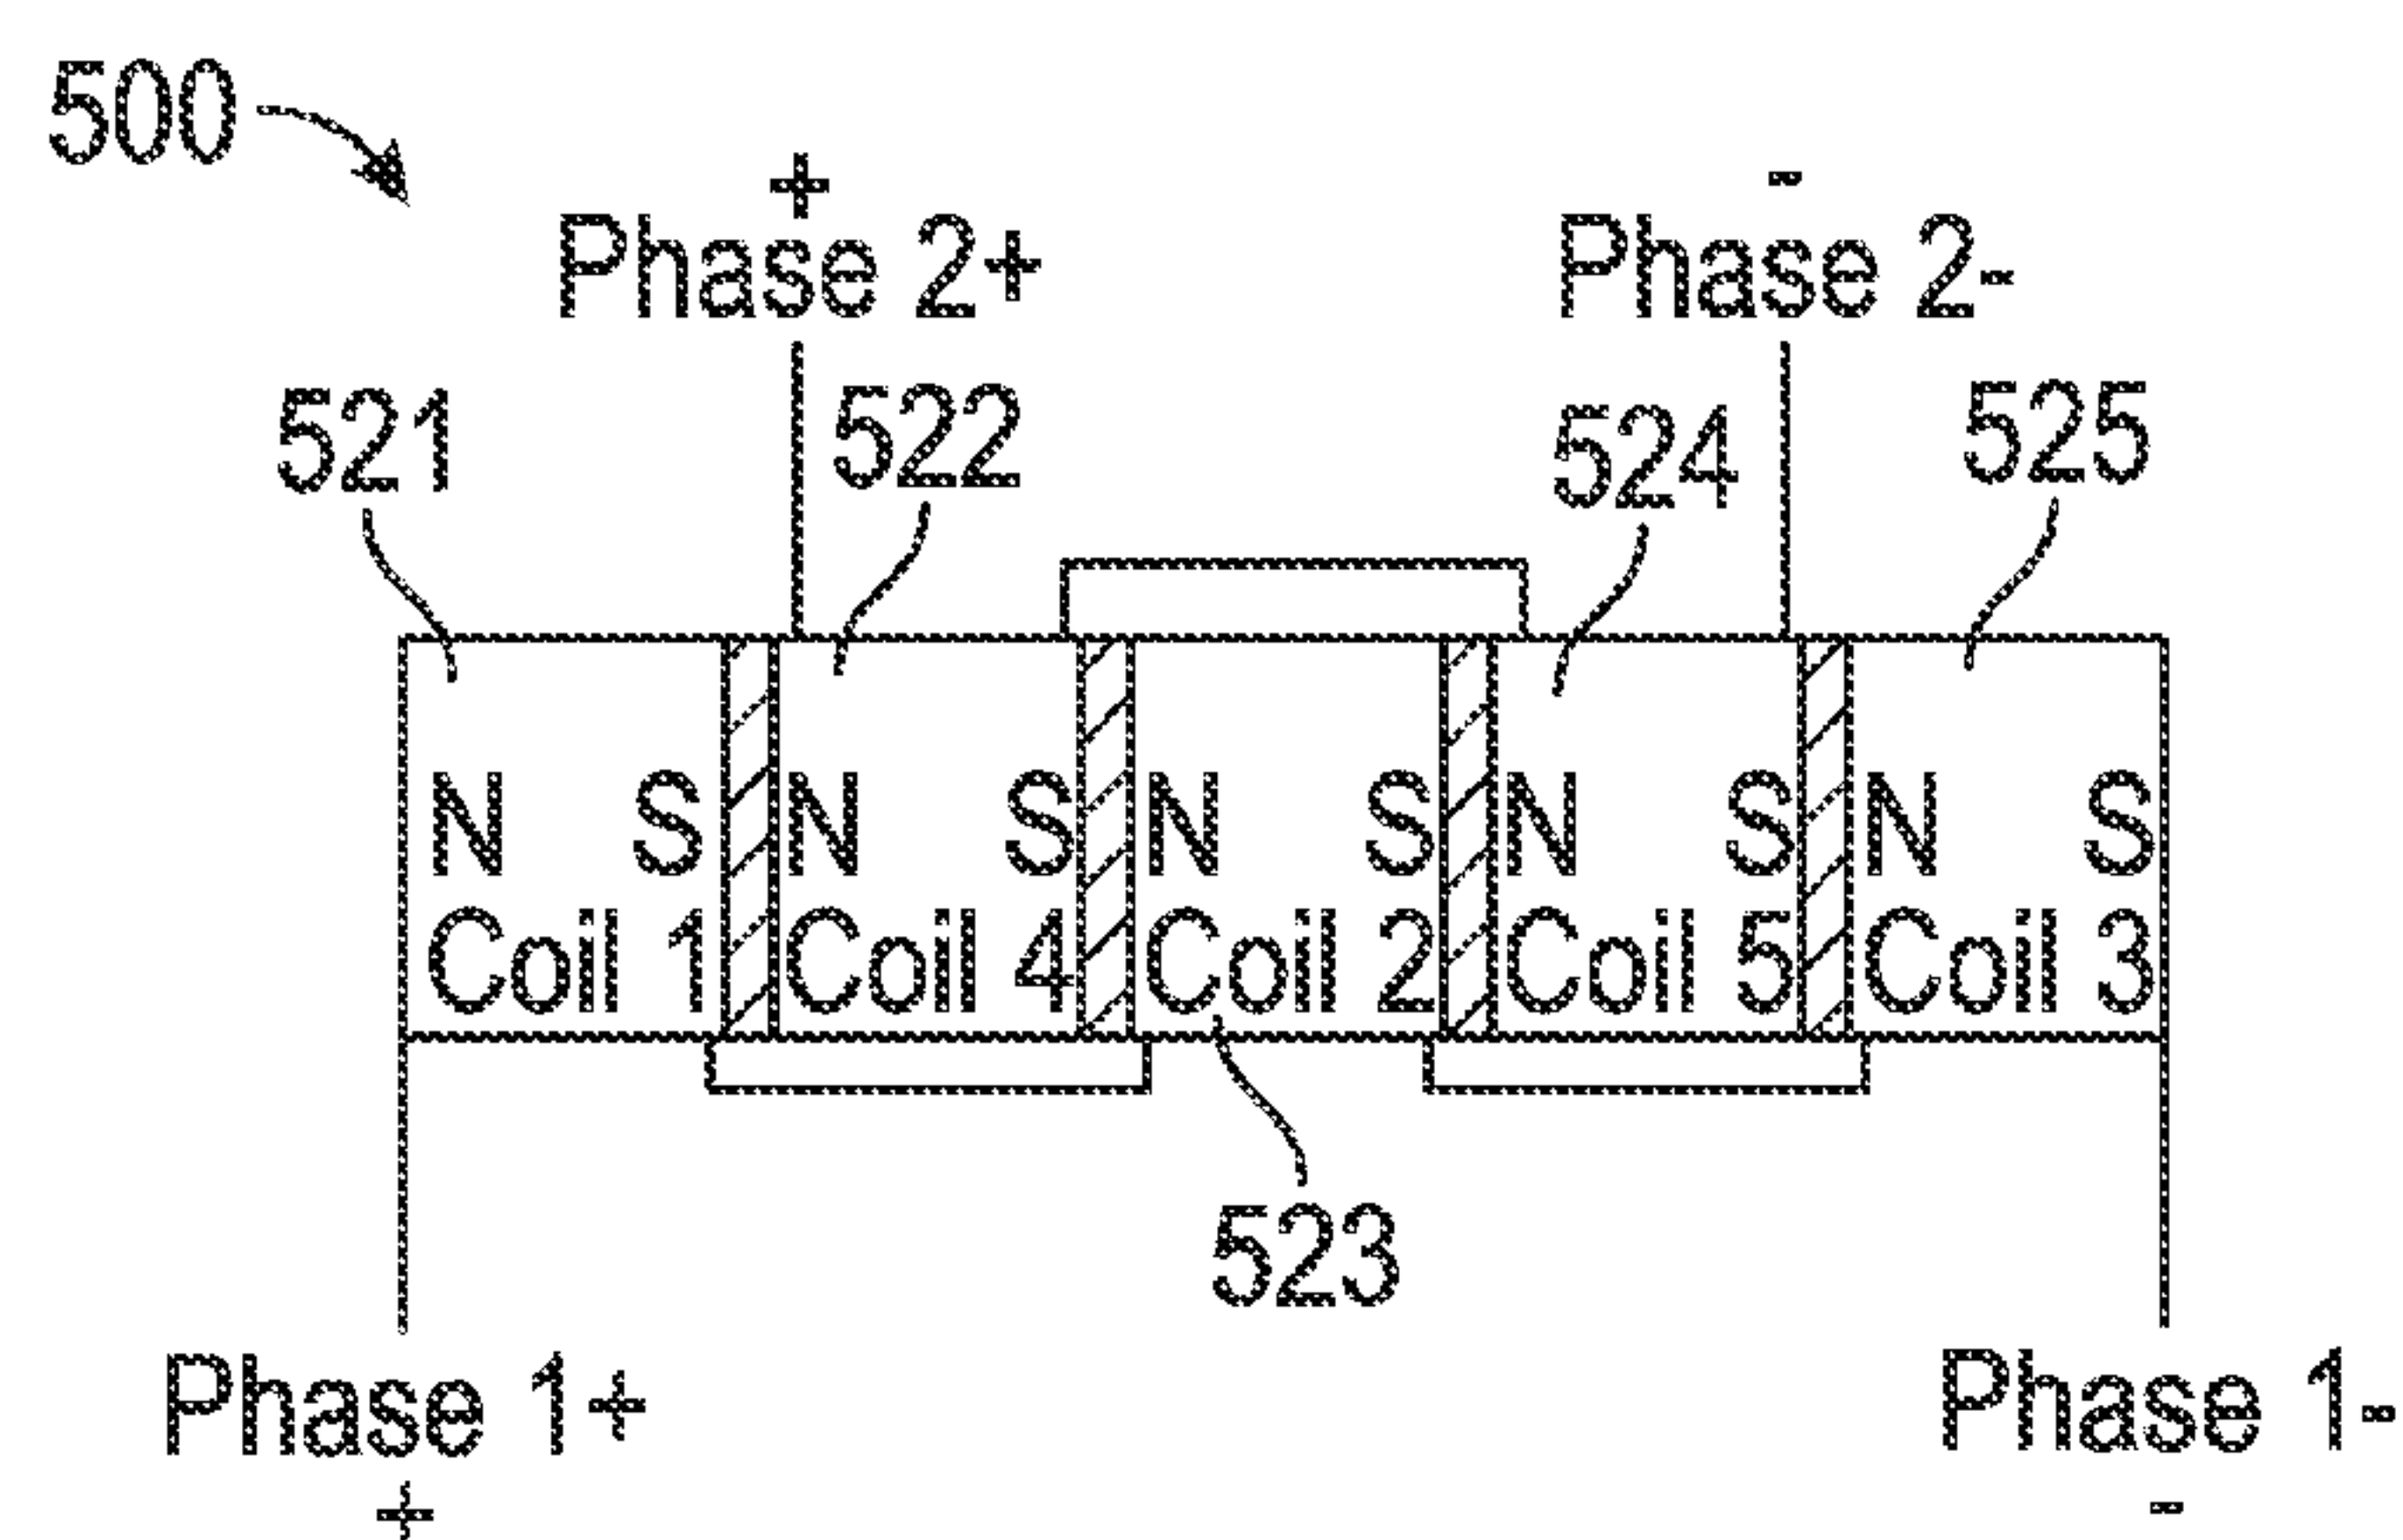 500
+ -
Phase 2+ Phase 2-
521 522 524 525
N S N S N S N S N S
Coil 1 Coil 4 Coil 2 Coil 5 Coil 3
523
Phase 1+ Phase 1-
+ -